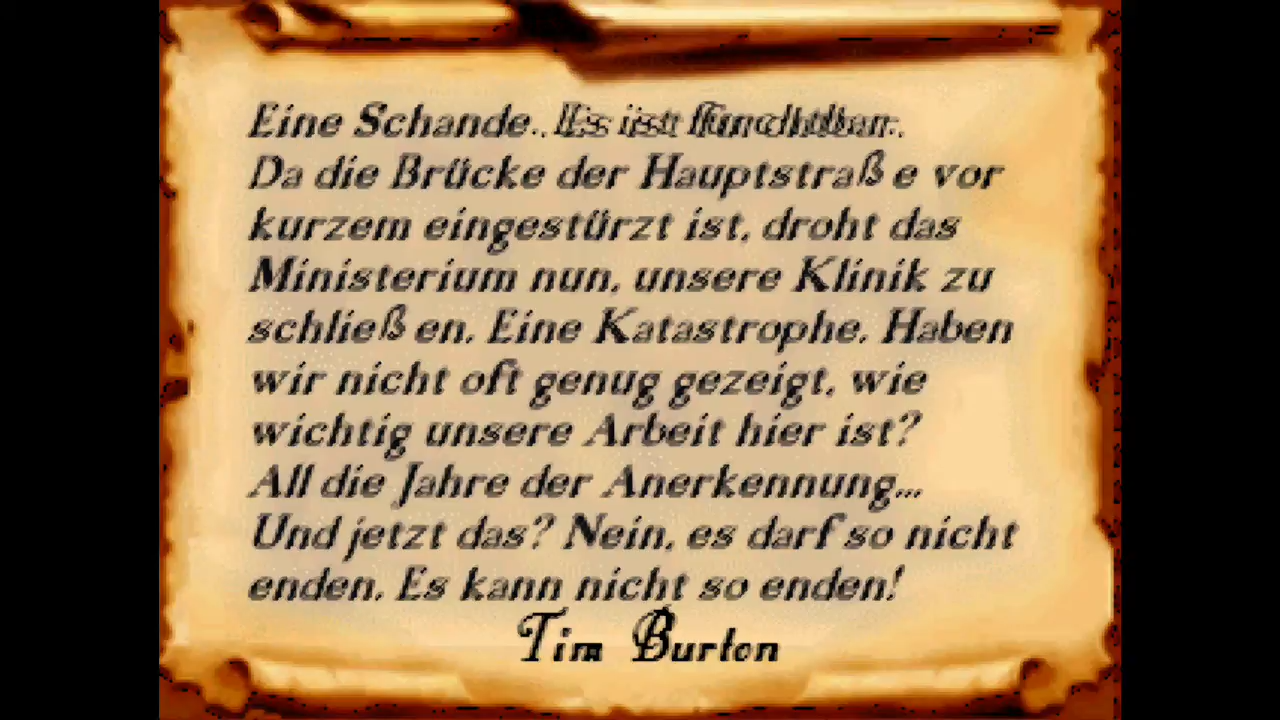 Eine Schande.. Es ist furchtbar..
Da die Brücke der Hauptstraße vor
kurzem eingestürzt ist, droht das
Ministerium nun, unsere Klinik zu
schließen. Eine Katastrophe. Haben
wir nicht oft genug gezeigt, wie
wichtig unsere Arbeit hier ist?
All die Jahre der Anerkennung...
Und jetzt das? Nein, es darf so nicht
enden. Es kann nicht so enden!
Tim Burton